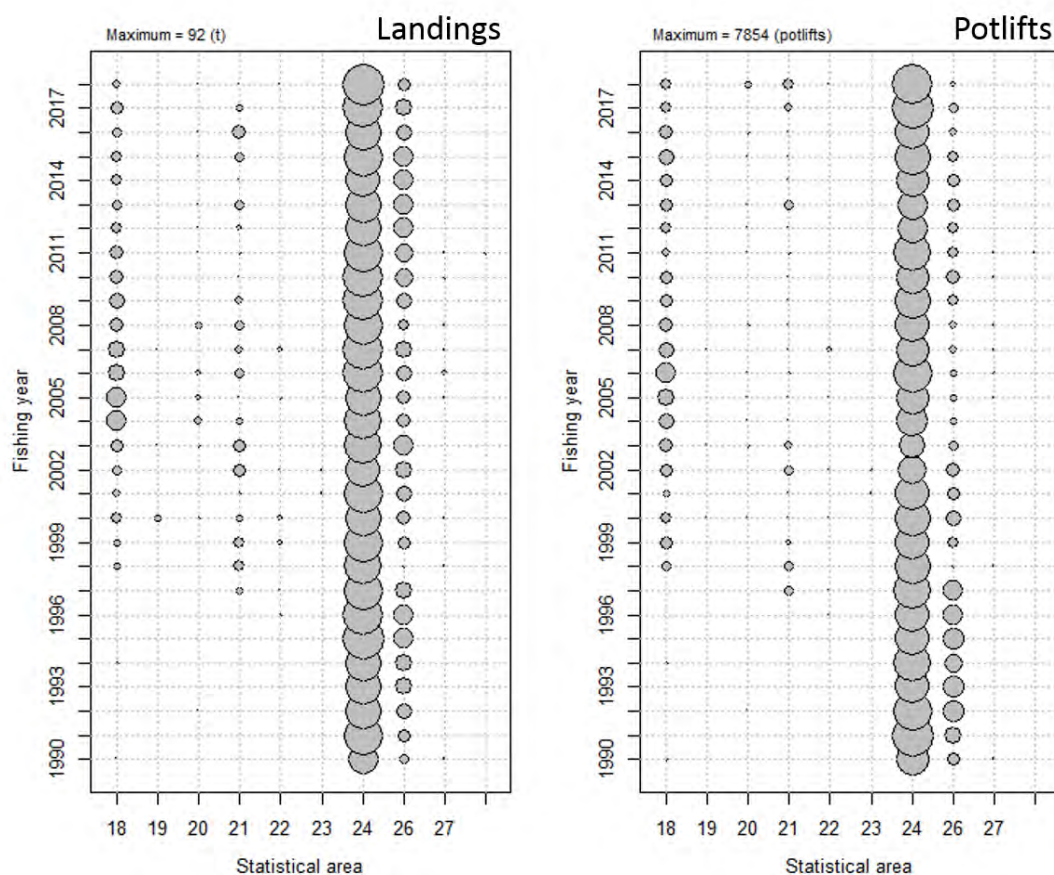 Maximum = 92 (t)
Landings
2017
2014
2011
2008
2005
2002
1999
1996
1993
1990
Fishing year
18 19 20 21 22 23 24 26 27
Statistical area
Maximum = 7854 (potlifts)
Potlifts
2017
2014
2011
2008
2005
2002
1999
1996
1993
1990
Fishing year
18 19 20 21 22 23 24 26 27
Statistical area